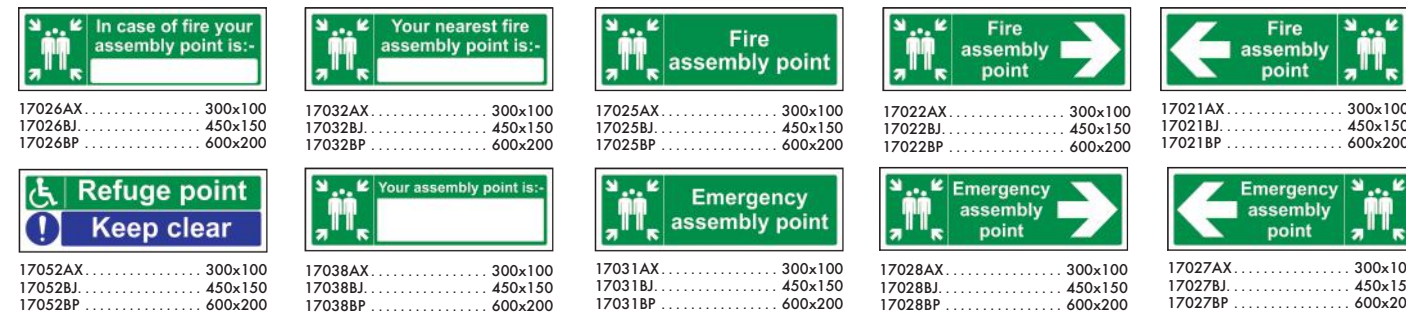 In case of fire your
assembly point is:-
17026AX............... 300x100
17026BJ............... 450x150
17026BP ............... 600x200
Your nearest fire
assembly point is:-
17032AX............... 300x100
17032BJ............... 450x150
17032BP ............... 600x200
Fire
assembly point
17025AX............... 300x100
17025BJ............... 450x150
17025BP ............... 600x200
Fire
assembly
point
17022AX............... 300x100
17022BJ............... 450x150
17022BP ............... 600x200
Fire
assembly
point
17021AX............... 300x100
17021BJ............... 450x150
17021BP ............... 600x200
Refuge point
Keep clear
17052AX............... 300x100
17052BJ............... 450x150
17052BP ............... 600x200
Your assembly point is:-
17038AX............... 300x100
17038BJ............... 450x150
17038BP ............... 600x200
Emergency
assembly point
17031AX............... 300x100
17031BJ............... 450x150
17031BP ............... 600x200
Emergency
assembly
point
17028AX............... 300x100
17028BJ............... 450x150
17028BP ............... 600x200
Emergency
assembly
point
17027AX............... 300x10
17027BJ............... 450x15
17027BP ............... 600x20